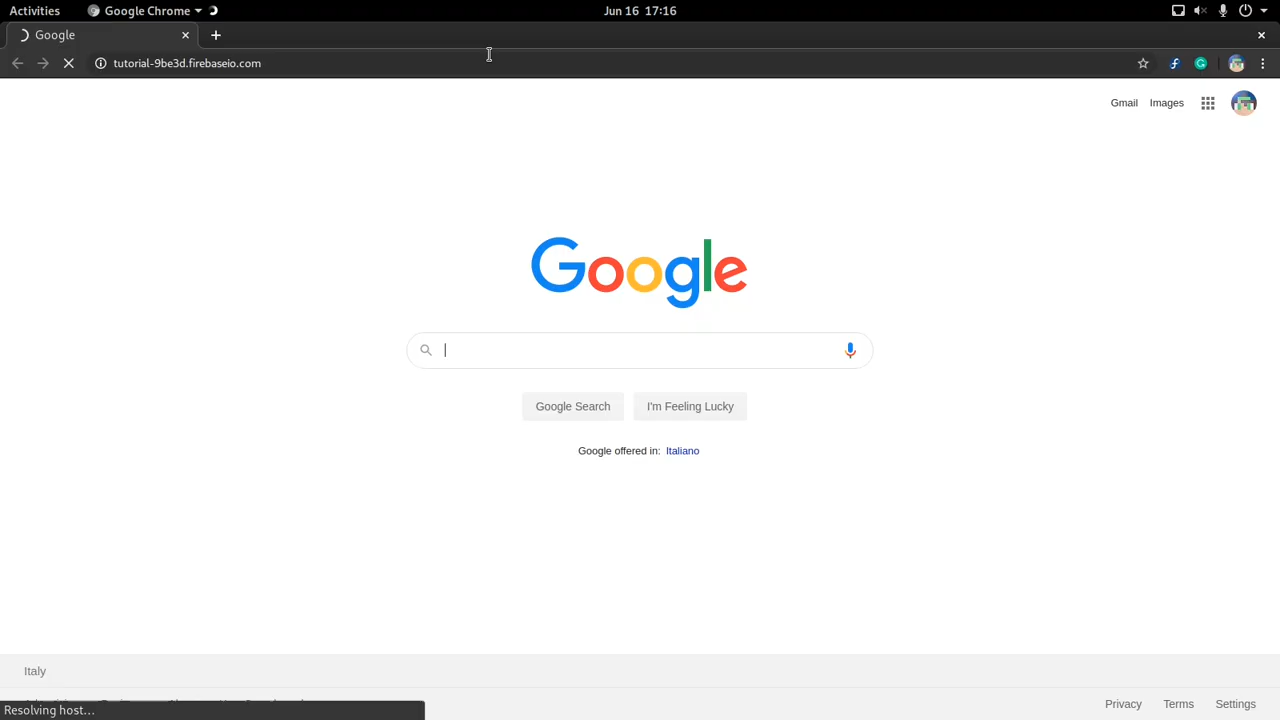 Activities Google Chrome Jun 16 17:16
Google
tutorial-9be3d.firebaseio.com
Gmail Images
Google
Google Search I'm Feeling Lucky
Google offered in: Italiano
Italy
Resolving host... Privacy Terms Settings